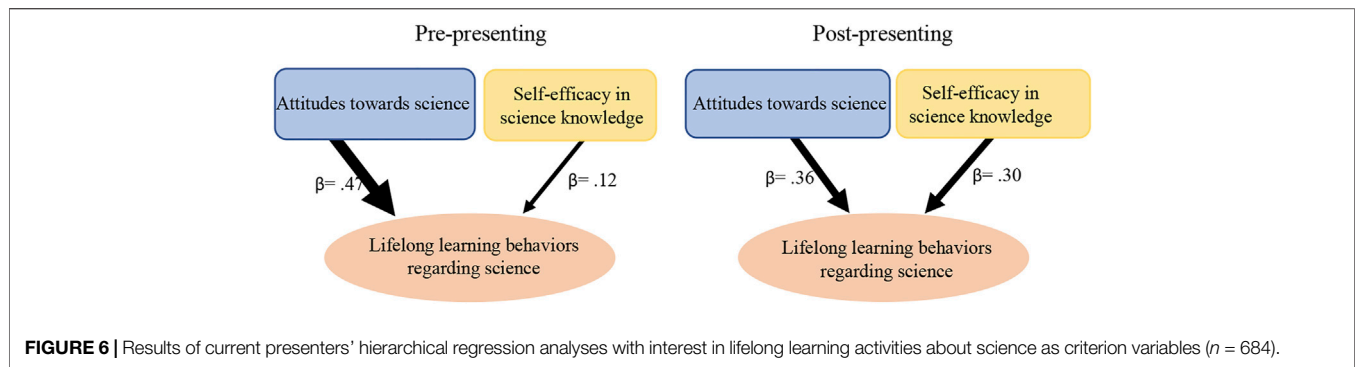 Pre-presenting
Attitudes towards science
Self-efficacy in
science knowledge
β= .47
β= .12
Lifelong learning behaviors
regarding science
Post-presenting
Attitudes towards science
Self-efficacy in
science knowledge
β= .36
β= .30
Lifelong learning behaviors
regarding science
FIGURE 6 | Results of current presenters' hierarchical regression analyses with interest in lifelong learning activities about science as criterion variables (n = 684).